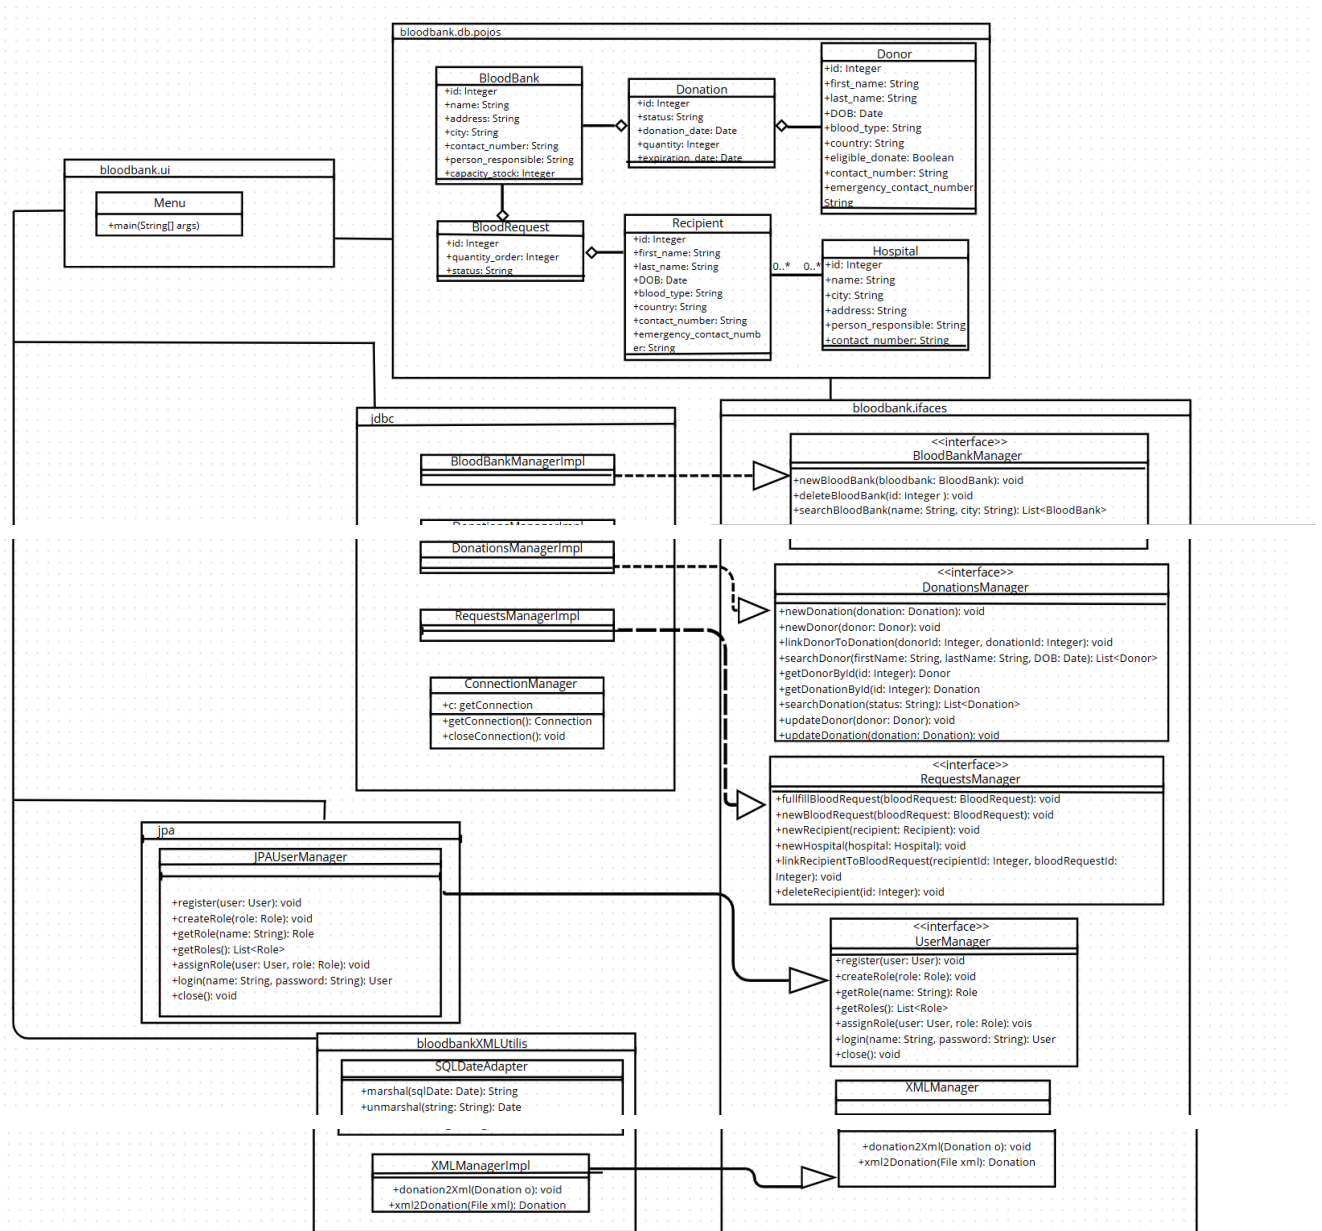 bloodbank.db.pojos
BloodBank
+id: Integer
+name: String
+address: String
+city: String
+contact_number: String
+person_responsible: String
+capacity_stock: Integer
Donation
+id: Integer
+status: String
+donation_date: Date
+quantity: Integer
+expiration_date: Date
Donor
+id: Integer
+first_name: String
+last_name: String
+DOB: Date
+blood_type: String
+country: String
+eligible_donate: Boolean
+contact_number: String
+emergency_contact_number
String
bloodbank.ui
Menu
+main(String[] args)
BloodRequest
+id: Integer
+quantity_order: Integer
+status: String
Recipient
+id: Integer
+first_name: String
+last_name: String
+DOB: Date
+blood_type: String
+country: String
+contact_number: String
+emergency_contact_numb
er: String
0..*
0..*
Hospital
+id: Integer
+name: String
+city: String
+address: String
+person_responsible: String
+contact_number: String
jdbc
BloodBankManagerImpl
DonationsManagerImpl
DonationsManagerImpl
RequestsManagerImpl
ConnectionManager
+c: getConnection
+getConnection(): Connection
+closeConnection(): void
bloodbank.ifaces
<<interface>>
BloodBankManager
+newBloodBank(bloodbank: BloodBank): void
+deleteBloodBank(id: Integer ): void
+searchBloodBank(name: String, city: String): List<BloodBank>
<<interface>>
DonationsManager
+newDonation(donation: Donation): void
+newDonor(donor: Donor): void
+linkDonorToDonation(donorId: Integer, donationId: Integer): void
+searchDonor(firstName: String, lastName: String, DOB: Date): List<Donor>
+getDonorById(id: Integer): Donor
+getDonationById(id: Integer): Donation
+searchDonation(status: String): List<Donation>
+updateDonor(donor: Donor): void
+updateDonation(donation: Donation): void
<<interface>>
RequestsManager
+fullfillBloodRequest(bloodRequest: BloodRequest): void
+newBloodRequest(bloodRequest: BloodRequest): void
+newRecipient(recipient: Recipient): void
+newHospital(hospital: Hospital): void
+linkRecipientToBloodRequest(recipientId: Integer, bloodRequestId:
Integer): void
+deleteRecipient(id: Integer): void
jpa
JPAUserManager
+register(user: User): void
+createRole(role: Role): void
+getRole(name: String): Role
+getRoles(): List<Role>
+assignRole(user: User, role: Role): void
+login(name: String, password: String): User
+close(): void
<<interface>>
UserManager
+register(user: User): void
+createRole(role: Role): void
+getRole(name: String): Role
+getRoles(): List<Role>
+assignRole(user: User, role: Role): vois
+login(name: String, password: String): User
+close(): void
bloodbankXMLUtilis
SQLDateAdapter
+marshal(sqlDate: Date): String
+unmarshal(string: String): Date
XMLManagerImpl
+donation2Xml(Donation o): void
+xml2Donation(File xml): Donation
XMLManager
+donation2Xml(Donation o): void
+xml2Donation(File xml): Donation